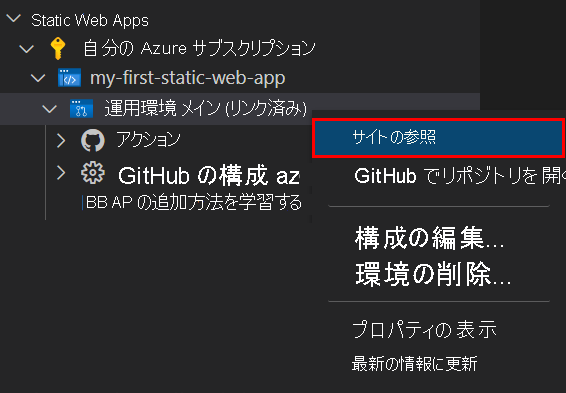 Static Web Apps
自分の Azure サブスクリプション
my-first-static-web-app
運用環境 メイン (リンク済み)
アクション
GitHub の構成 az
BB AP の追加方法を学習する
サイトの参照
GitHub でリポジトリを開く
構成の編集...
環境の削除...
プロパティの表示
最新の情報に更新